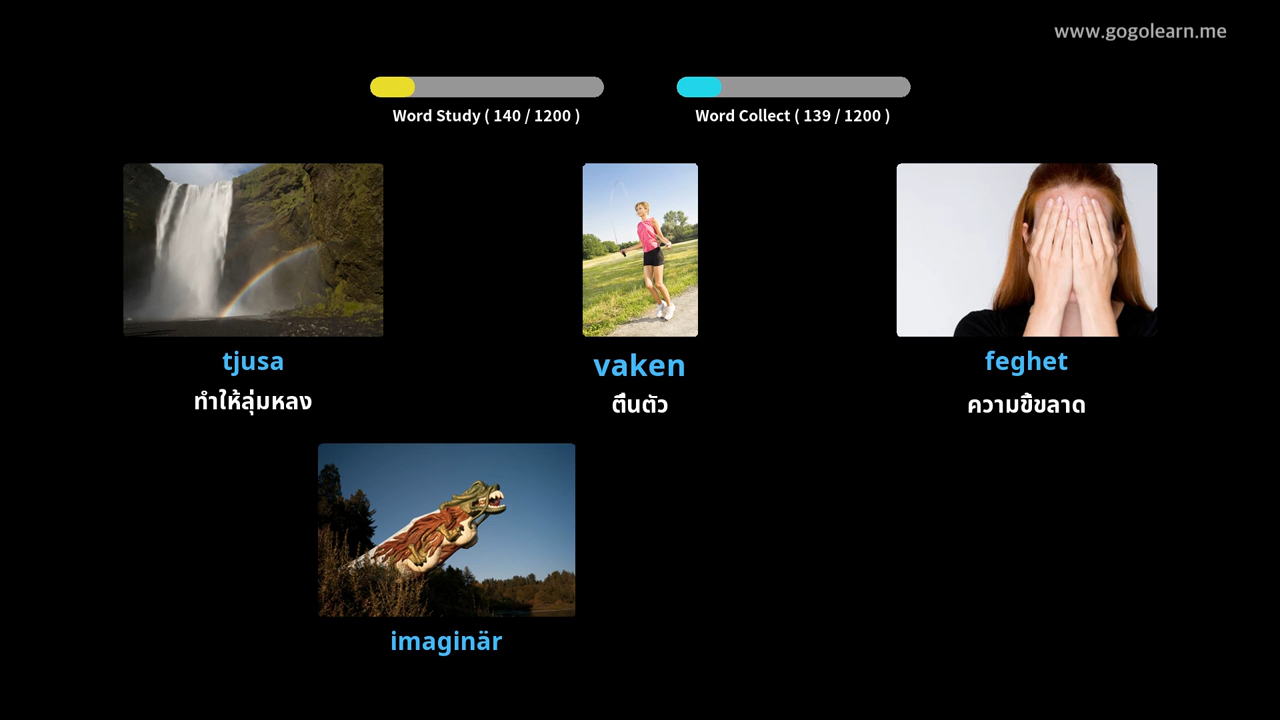 www.gogolearn.me
Word Study ( 140 / 1200 )
Word Collect ( 139 / 1200 )
tjusa
vaken
feghet
ทำให้ลุ่มหลง
ตื่นตัว
ความขี้ขลาด
imaginär